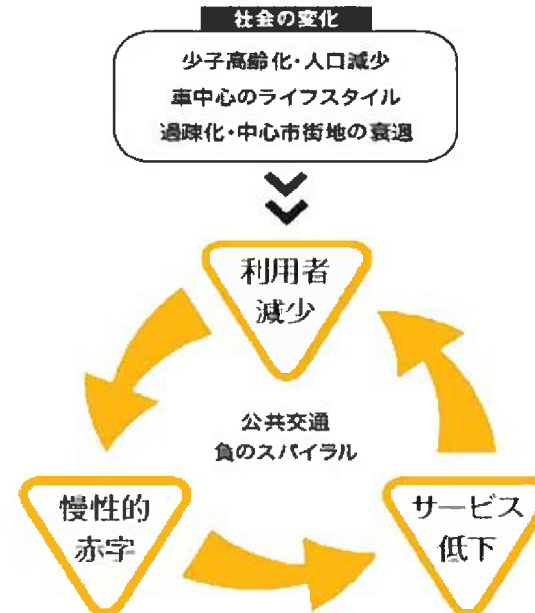 社会の変化
少子高齢化・人口減少
車中心のライフスタイル
過疎化・中心市街地の衰退
利用者
減少
公共交通
負のスパイラル
慢性的
赤字
サービス
低下